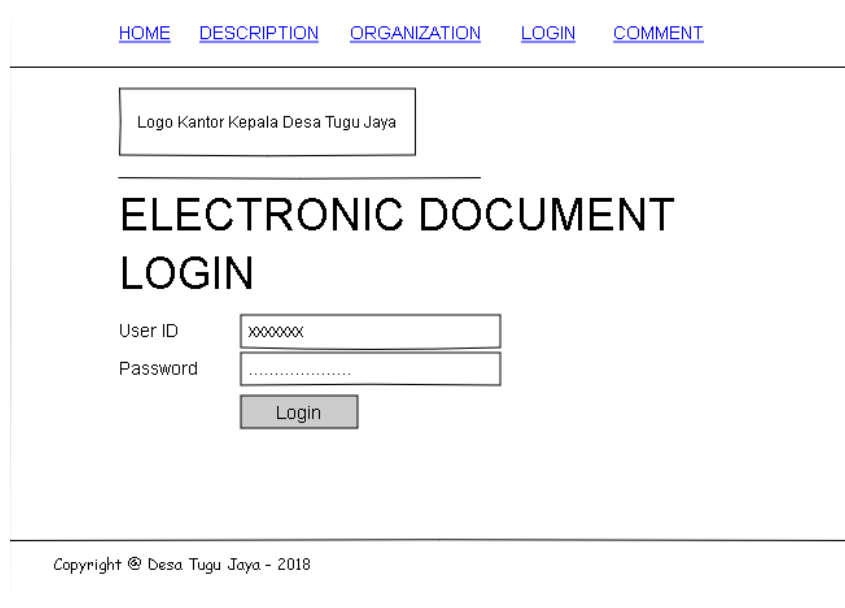 HOME DESCRIPTION ORGANIZATION LOGIN COMMENT
Logo Kantor Kepala Desa Tugu Jaya
ELECTRONIC DOCUMENT
LOGIN
User ID xxxxxxx
Password ....................
Login
Copyright @ Desa Tugu Jaya - 2018